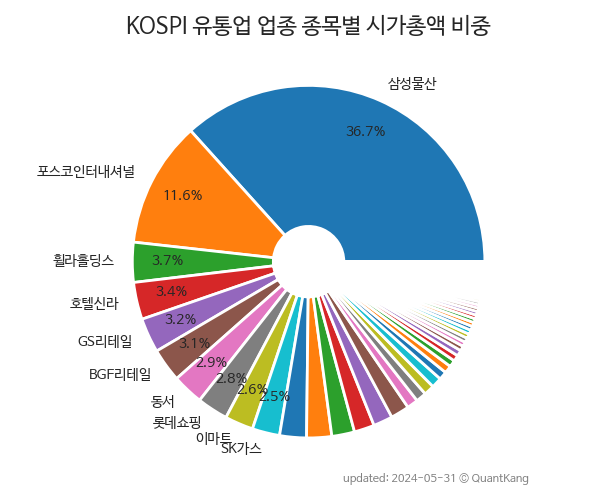 KOSPI 유통업 업종 종목별 시가총액 비중
삼성물산
36.7%
포스코인터내셔널
11.6%
휠라홀딩스
3.7%
호텔신라
3.4%
GS리테일
3.2%
BGF리테일
3.1%
동서
2.9%
롯데쇼핑
2.8%
이마트
2.6%
SK가스
2.5%
updated: 2024-05-31 © QuantKang